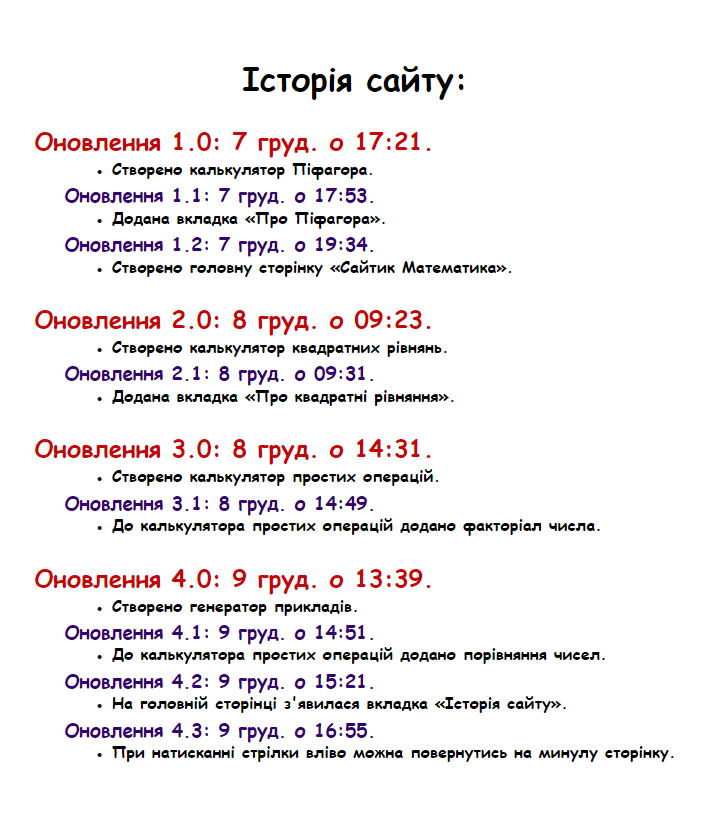 Історія сайту:
Оновлення 1.0: 7 груд. о 17:21.
• Створено калькулятор Піфагора.
Оновлення 1.1: 7 груд. о 17:53.
• Додана вкладка «Про Піфагора».
Оновлення 1.2: 7 груд. о 19:34.
• Створено головну сторінку «Сайтик Математика».
Оновлення 2.0: 8 груд. о 09:23.
• Створено калькулятор квадратних рівнянь.
Оновлення 2.1: 8 груд. о 09:31.
• Додана вкладка «Про квадратні рівняння».
Оновлення 3.0: 8 груд. о 14:31.
• Створено калькулятор простих операцій.
Оновлення 3.1: 8 груд. о 14:49.
• До калькулятора простих операцій додано факторіал числа.
Оновлення 4.0: 9 груд. о 13:39.
• Створено генератор прикладів.
Оновлення 4.1: 9 груд. о 14:51.
• До калькулятора простих операцій додано порівняння чисел.
Оновлення 4.2: 9 груд. о 15:21.
• На головній сторінці з'явилася вкладка «Історія сайту».
Оновлення 4.3: 9 груд. о 16:55.
• При натисканні стрілки вліво можна повернутись на минулу сторінку.